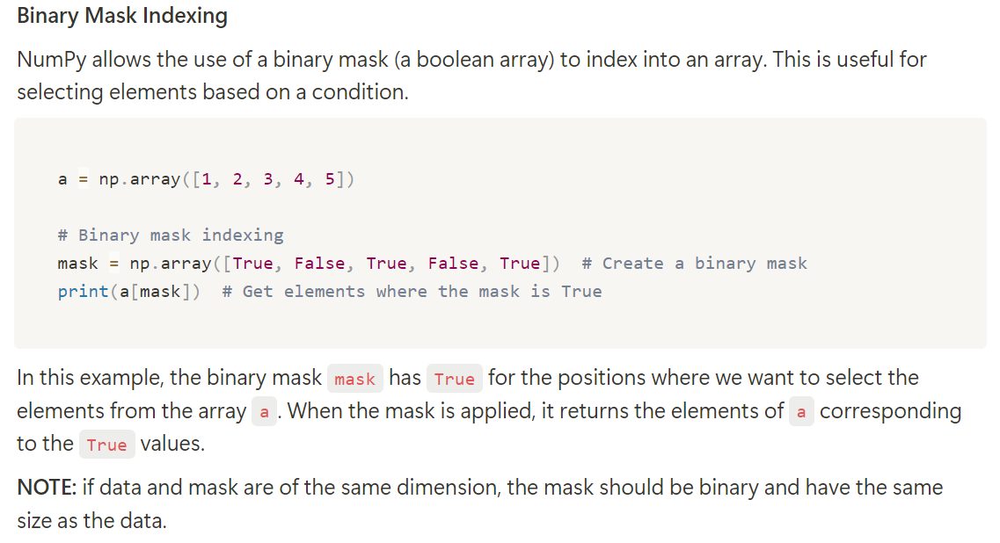 Binary Mask Indexing
NumPy allows the use of a binary mask (a boolean array) to index into an array. This is useful for
selecting elements based on a condition.
a = np.array([1, 2, 3, 4, 5])
# Binary mask indexing
mask = np.array([True, False, True, False, True])  # Create a binary mask
print(a[mask])  # Get elements where the mask is True
In this example, the binary mask mask has True for the positions where we want to select the
elements from the array a . When the mask is applied, it returns the elements of a corresponding
to the True values.
NOTE: if data and mask are of the same dimension, the mask should be binary and have the same
size as the data.